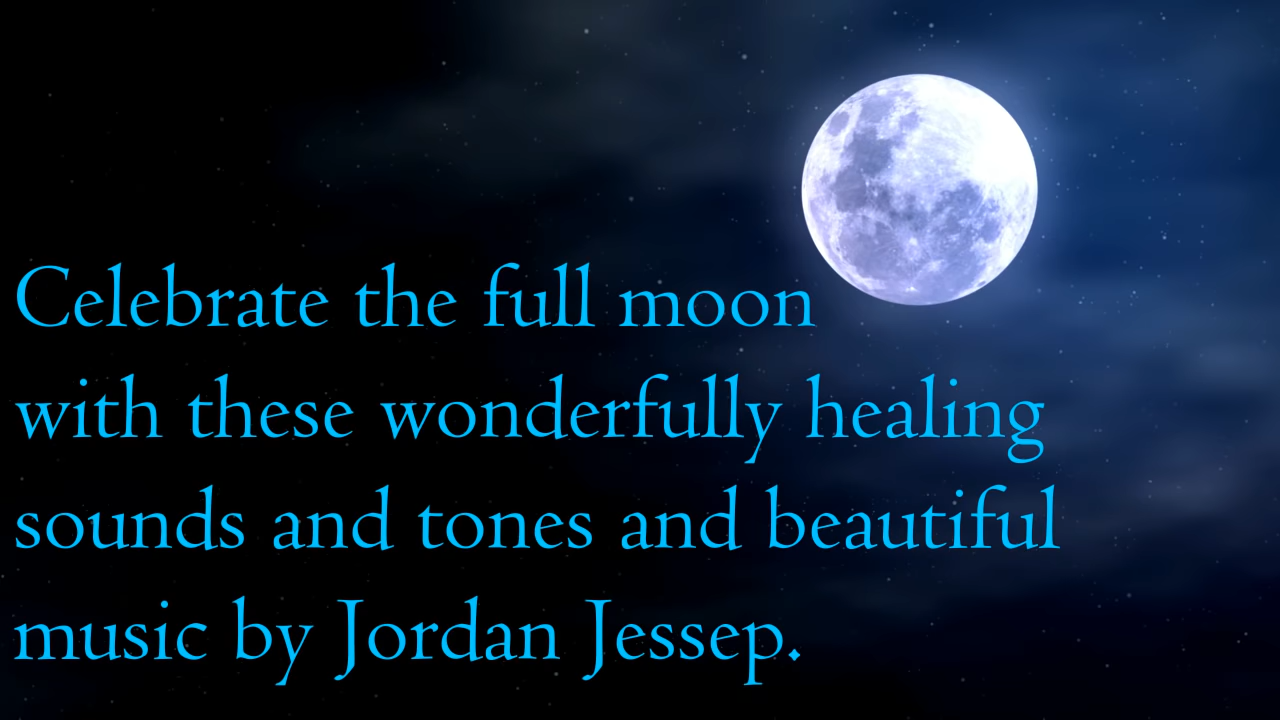 Celebrate the full moon
with these wonderfully healing
sounds and tones and beautiful
music by Jordan Jessep.